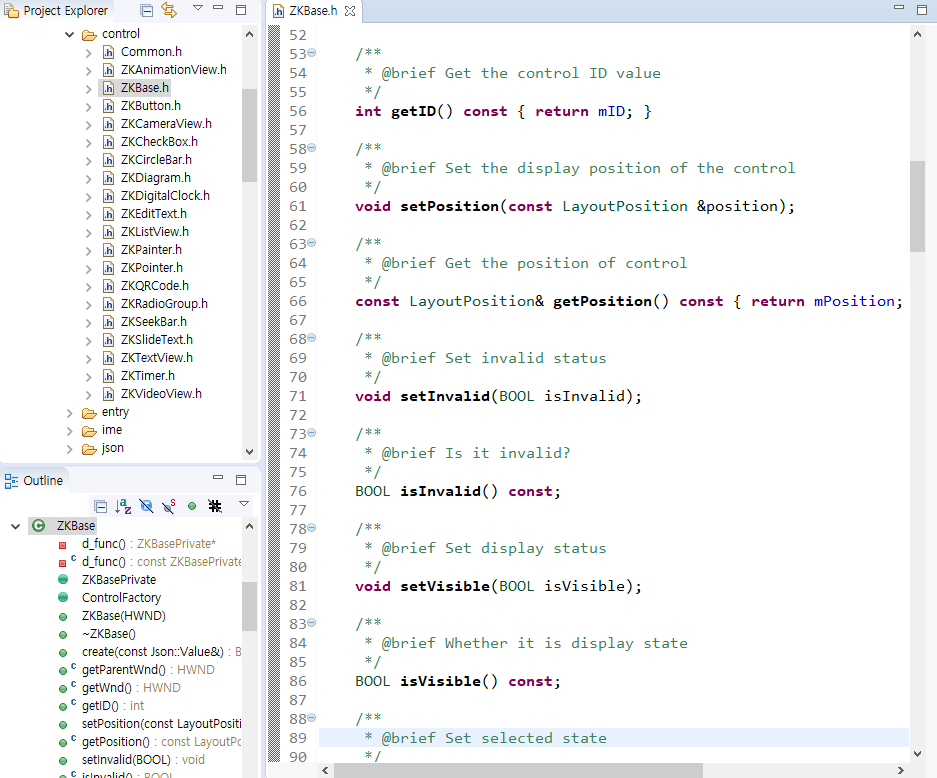 Project Explorer
control
Common.h
ZKAnimationView.h
ZKBase.h
ZKButton.h
ZKCameraView.h
ZKCheckBox.h
ZKCircleBar.h
ZKDiagram.h
ZKDigitalClock.h
ZKEditText.h
ZKListView.h
ZKPainter.h
ZKPointer.h
ZKQRCode.h
ZKRadioGroup.h
ZKSeekBar.h
ZKSlideText.h
ZKTextView.h
ZKTimer.h
ZKVideoView.h
entry
ime
json
Outline
ZKBase
d_func() : ZKBasePrivate*
d_func() : const ZKBasePrivate
ZKBasePrivate
ControlFactory
ZKBase(HWND)
~ZKBase()
create(const Json::Value&) : B
getParentWnd() : HWND
getWnd() : HWND
getID() : int
setPosition(const LayoutPositi
getPosition() : const LayoutPo
setInvalid(BOOL) : void
isInvalid() : BOOL
ZKBase.h
52
53 /**
54 * @brief Get the control ID value
55 */
56 int getID() const { return mID; }
57
58 /**
59 * @brief Set the display position of the control
60 */
61 void setPosition(const LayoutPosition &position);
62
63 /**
64 * @brief Get the position of control
65 */
66 const LayoutPosition& getPosition() const { return mPosition;
67
68 /**
69 * @brief Set invalid status
70 */
71 void setInvalid(BOOL isInvalid);
72
73 /**
74 * @brief Is it invalid?
75 */
76 BOOL isInvalid() const;
77
78 /**
79 * @brief Set display status
80 */
81 void setVisible(BOOL isVisible);
82
83 /**
84 * @brief Whether it is display state
85 */
86 BOOL isVisible() const;
87
88 /**
89 * @brief Set selected state
90 */